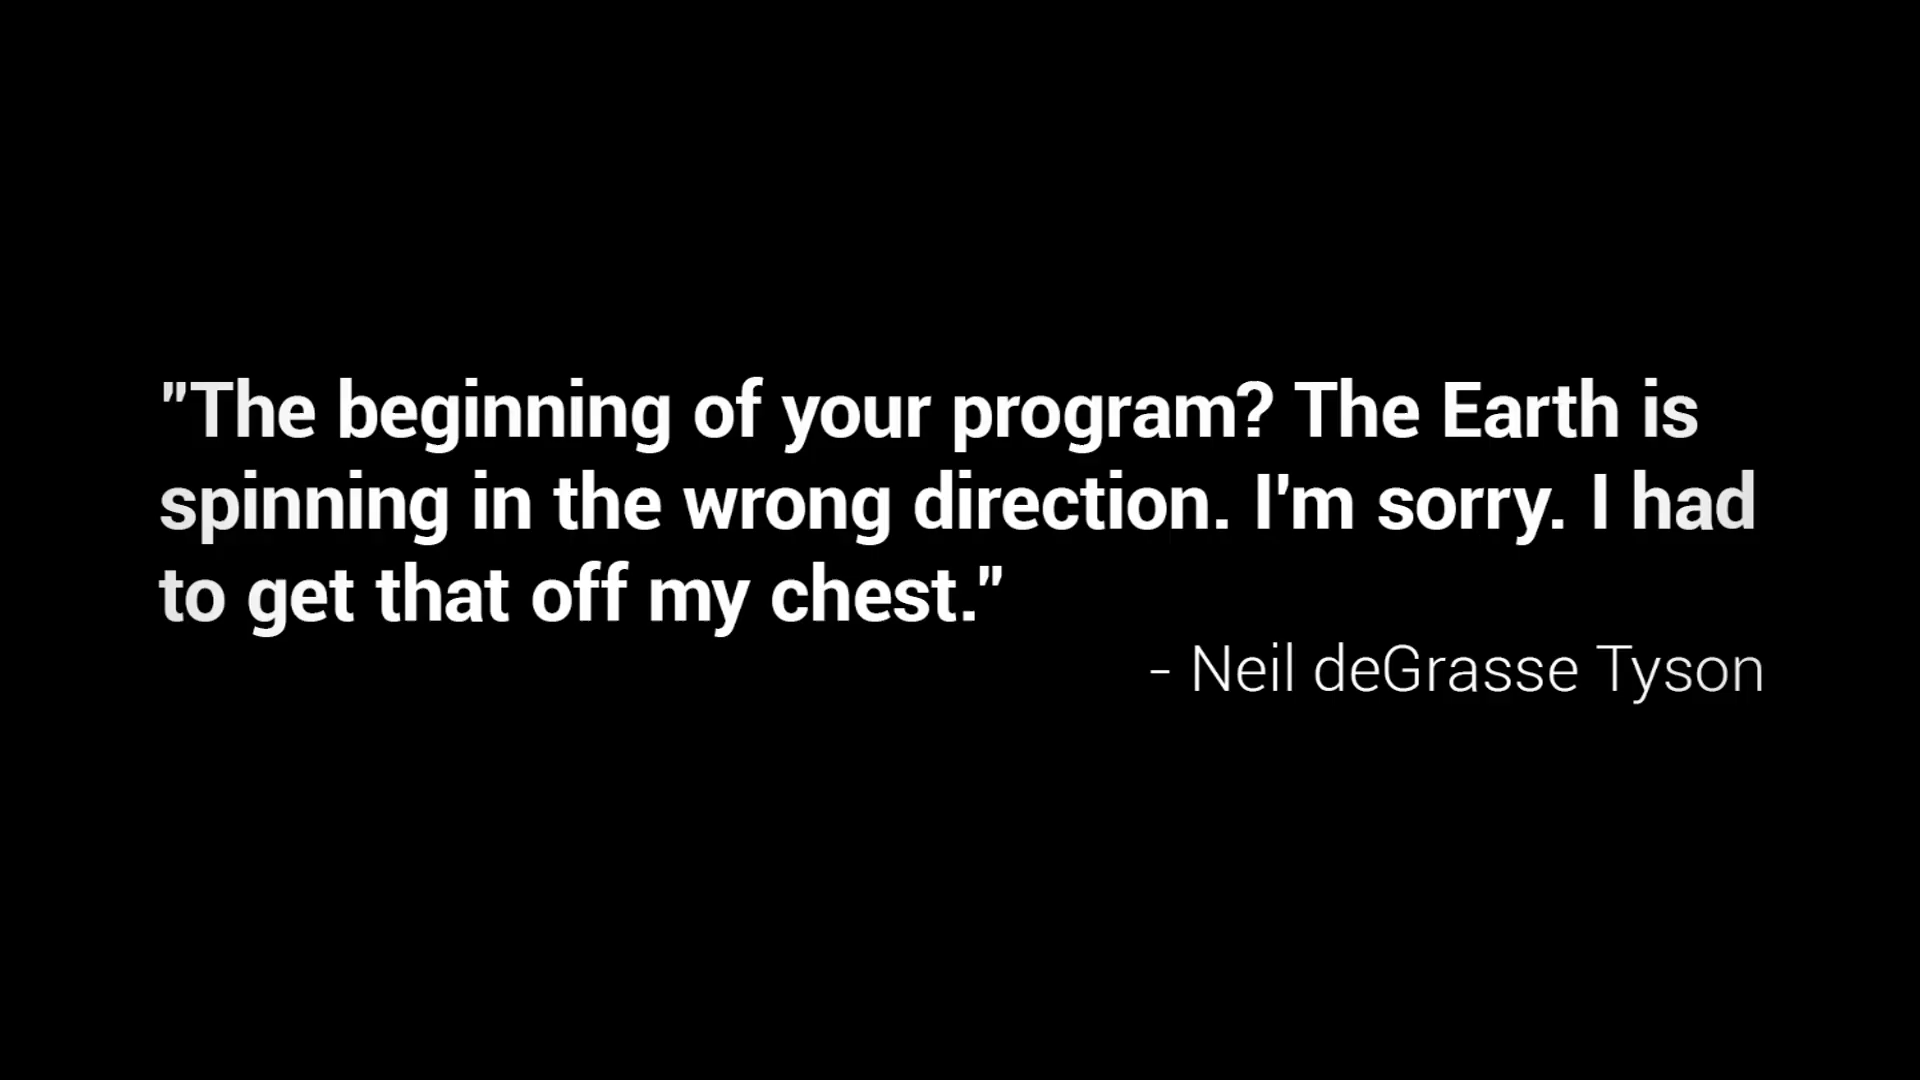 "The beginning of your program? The Earth is
spinning in the wrong direction. I'm sorry. I had
to get that off my chest."
- Neil deGrasse Tyson